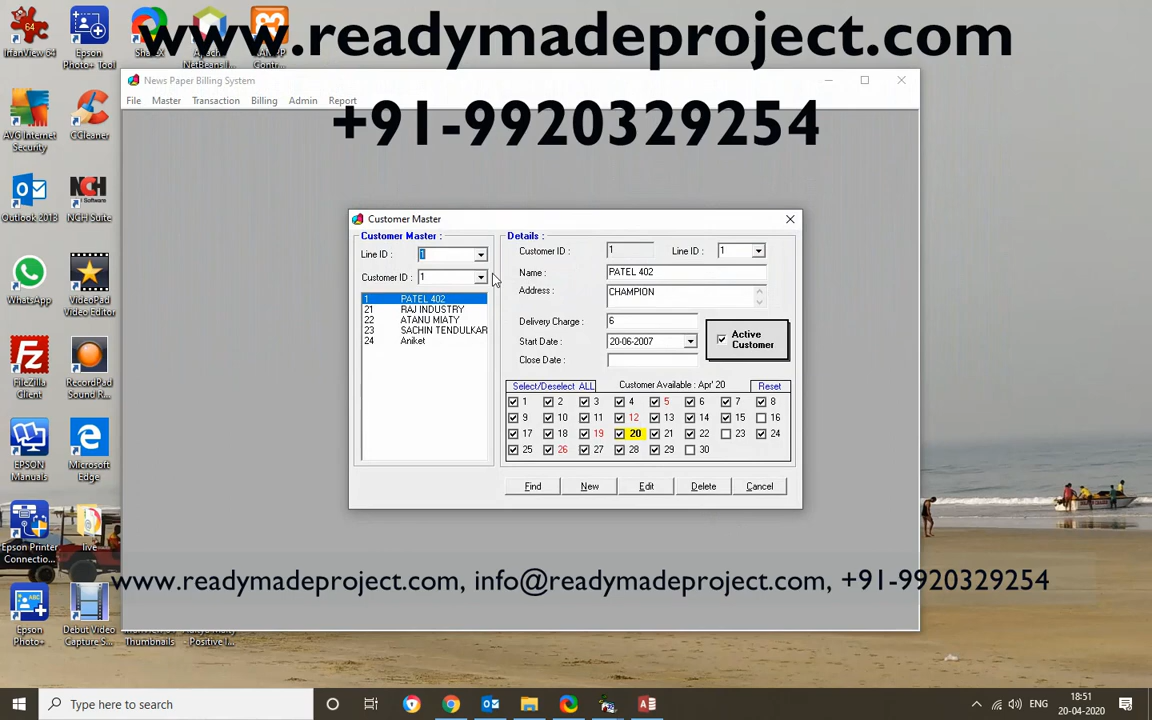 www.readymadeproject.com
+91-9920329254
IrfanView 64
Epson
Photo+ Tool
ShareX
AVG Internet
Security
CCleaner
Outlook 2013
NCH Suite
WhatsApp
VideoPad
Video Editor
FileZilla
Client
RecordPad
Sound R...
EPSON
Manuals
Microsoft
Edge
Epson Printer
Connectio...
live
Epson
Photo+
Debut Video
Capture S...
Thumbnails
Positive I...
News Paper Billing System
File Master Transaction Billing Admin Report
Customer Master
Customer Master :
Line ID : 1
Customer ID : 1
1 PATEL 402
21 RAJ INDUSTRY
22 ATANU MIATY
23 SACHIN TENDULKAR
24 Aniket
Details :
Customer ID : 1 Line ID : 1
Name : PATEL 402
Address : CHAMPION
Delivery Charge : 6
Start Date : 20-06-2007
Close Date :
Active
Customer
Select/Deselect ALL Customer Available : Apr' 20 Reset
1 2 3 4 5 6 7 8
9 10 11 12 13 14 15 16
17 18 19 20 21 22 23 24
25 26 27 28 29 30
Find New Edit Delete Cancel
www.readymadeproject.com, info@readymadeproject.com, +91-9920329254
Type here to search
ENG
18:51
20-04-2020